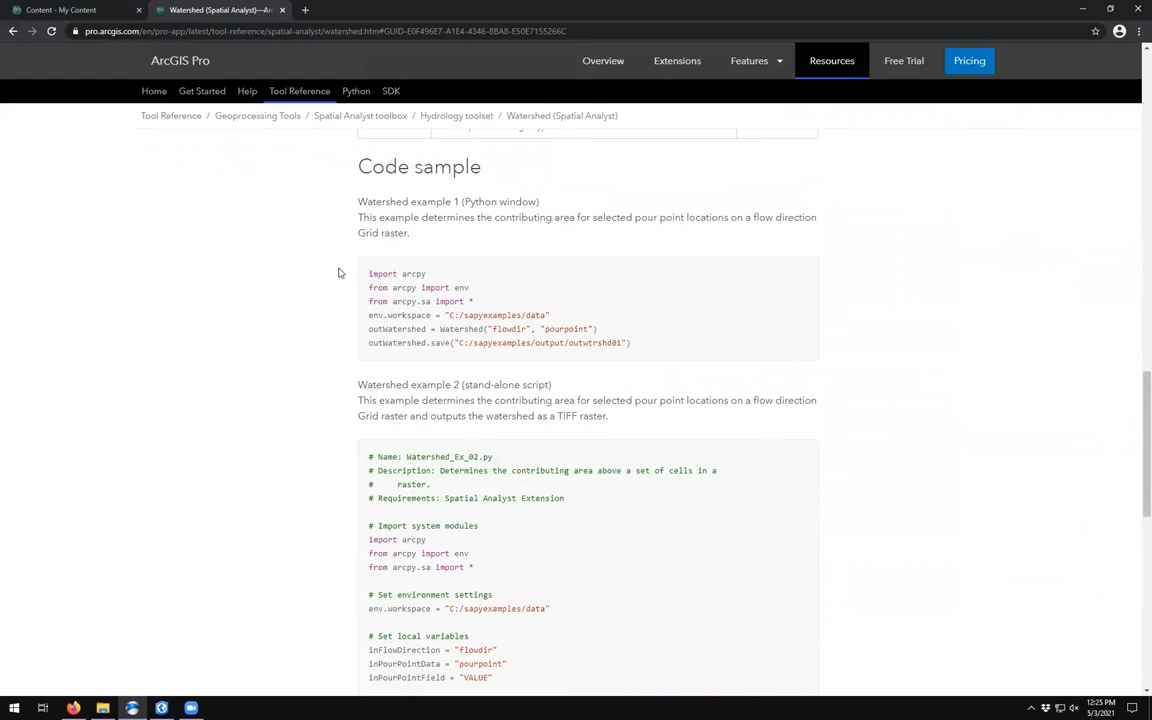 Content - My Content
Watershed (Spatial Analyst)—Arc
pro.arcgis.com/en/pro-app/latest/tool-reference/spatial-analyst/watershed.htm#GUID-E0F496E7-A1E4-4346-8BA8-E50E7155266C
ArcGIS Pro
Overview
Extensions
Features
Resources
Free Trial
Pricing
Home
Get Started
Help
Tool Reference
Python
SDK
Tool Reference / Geoprocessing Tools / Spatial Analyst toolbox / Hydrology toolset / Watershed (Spatial Analyst)
Code sample
Watershed example 1 (Python window)
This example determines the contributing area for selected pour point locations on a flow direction
Grid raster.
import arcpy
from arcpy import env
from arcpy.sa import *
env.workspace = "C:/sapyexamples/data"
outWatershed = Watershed("flowdir", "pourpoint")
outWatershed.save("C:/sapyexamples/output/outwtrshd01")
Watershed example 2 (stand-alone script)
This example determines the contributing area for selected pour point locations on a flow direction
Grid raster and outputs the watershed as a TIFF raster.
# Name: Watershed_Ex_02.py
# Description: Determines the contributing area above a set of cells in a
#     raster.
# Requirements: Spatial Analyst Extension
# Import system modules
import arcpy
from arcpy import env
from arcpy.sa import *
# Set environment settings
env.workspace = "C:/sapyexamples/data"
# Set local variables
inFlowDirection = "flowdir"
inPourPointData = "pourpoint"
inPourPointField = "VALUE"
12:25 PM
5/3/2021